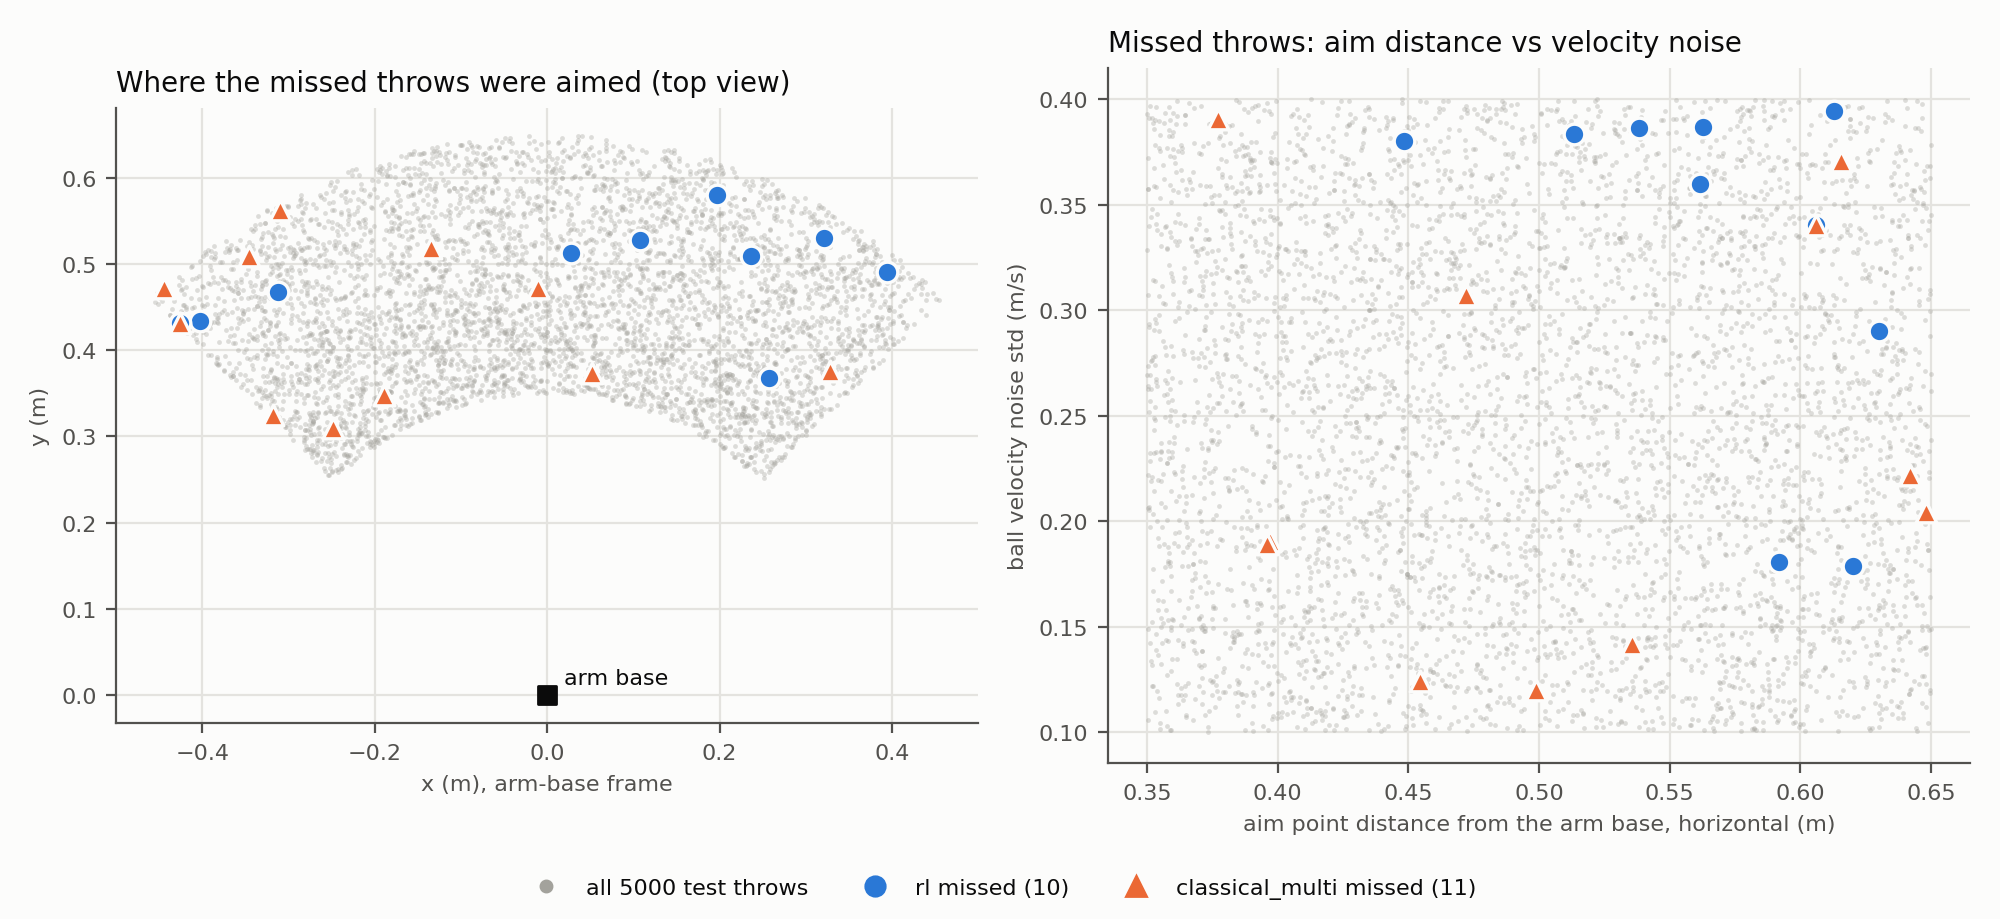 Where the missed throws were aimed (top view)
y (m)
0.6
0.5
0.4
0.3
0.2
0.1
0.0
arm base
−0.4
−0.2
0.0
0.2
0.4
x (m), arm-base frame
Missed throws: aim distance vs velocity noise
ball velocity noise std (m/s)
0.40
0.35
0.30
0.25
0.20
0.15
0.10
0.35
0.40
0.45
0.50
0.55
0.60
0.65
aim point distance from the arm base, horizontal (m)
all 5000 test throws
rl missed (10)
classical_multi missed (11)